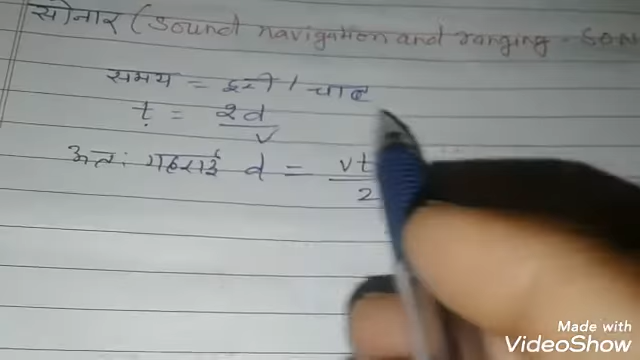 सोनार (Sound navigation and ranging - SON
समय = दूरी / चाल
t = 2d/v
अतः गहराई d = vt/2
Made with
VideoShow